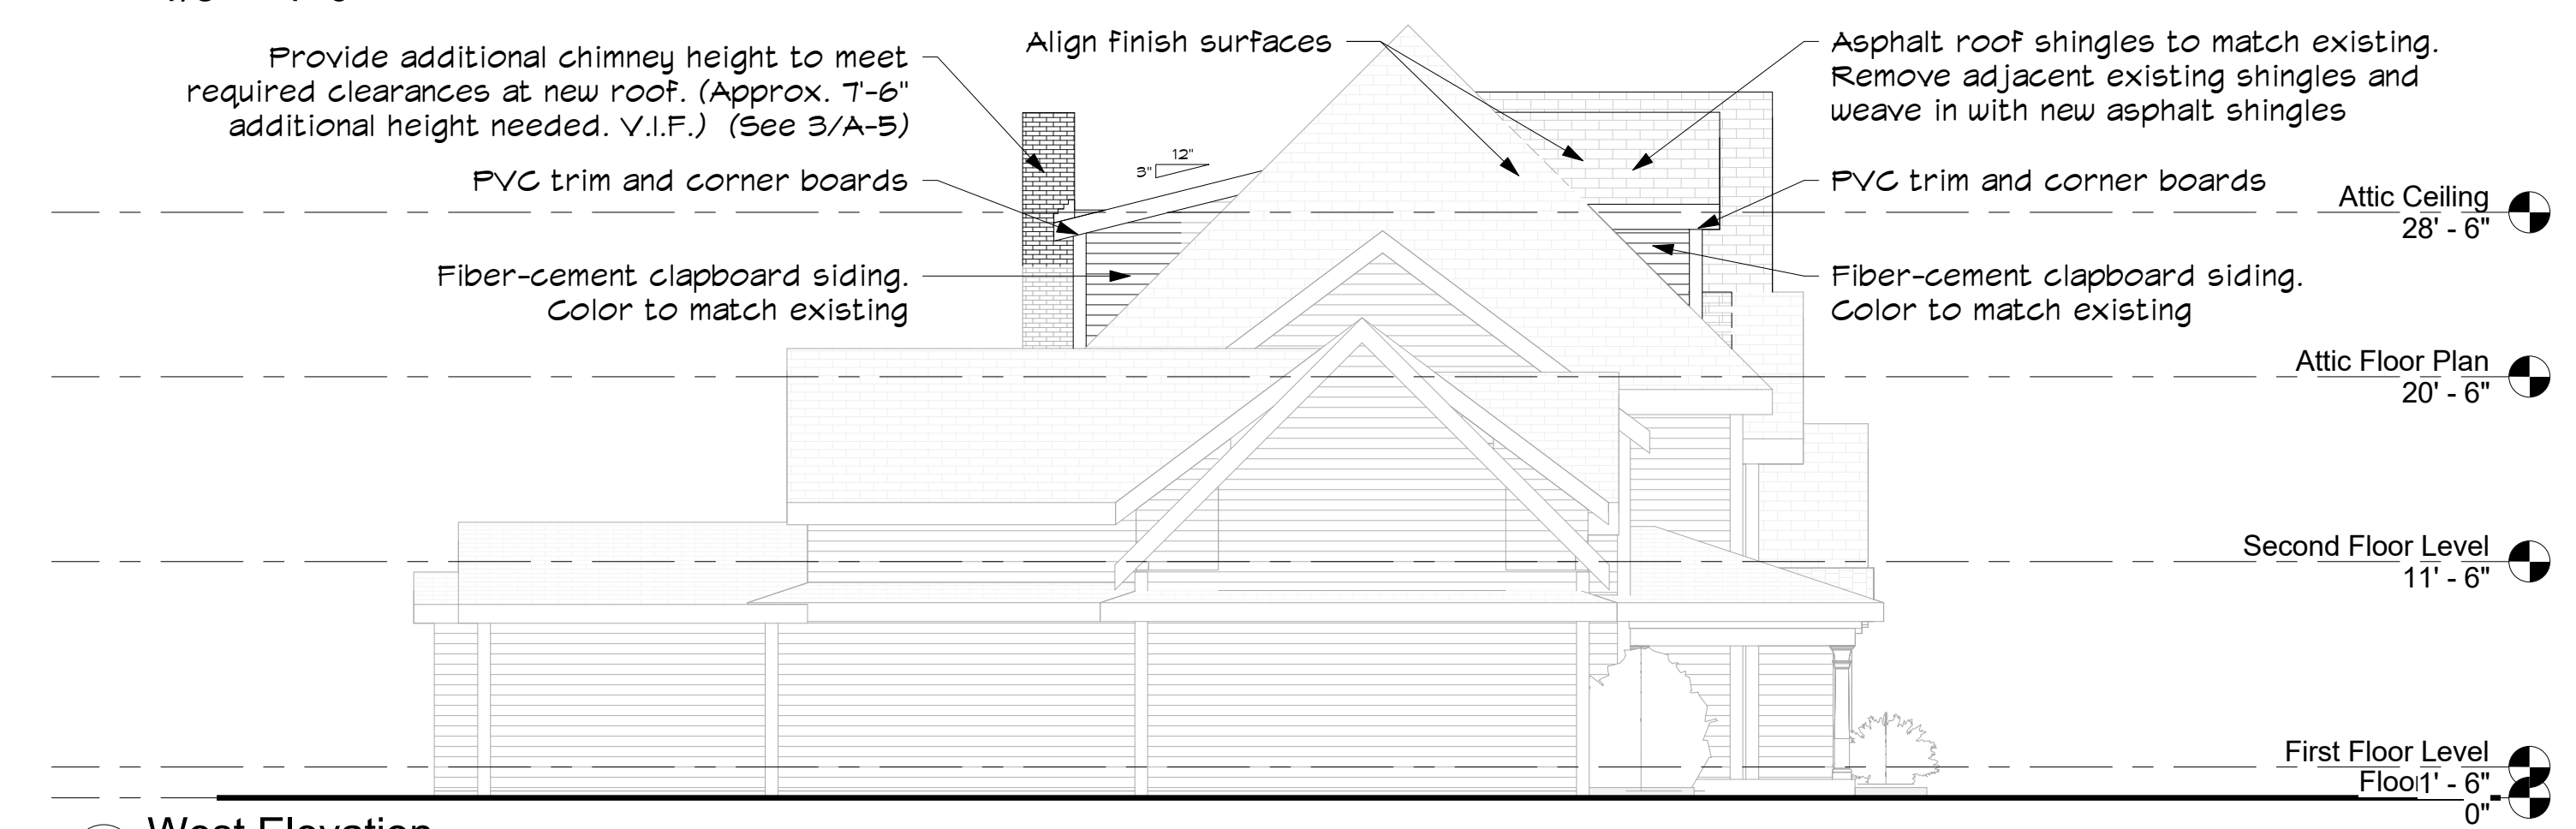 Provide additional chimney height to meet
required clearances at new roof. (Approx. 7'-6"
additional height needed. V.I.F.) (See 3/A-5)
PVC trim and corner boards
Fiber-cement clapboard siding.
Color to match existing
12"
3"
Align finish surfaces
Asphalt roof shingles to match existing.
Remove adjacent existing shingles and
weave in with new asphalt shingles
PVC trim and corner boards
Fiber-cement clapboard siding.
Color to match existing
Attic Ceiling
28' - 6"
Attic Floor Plan
20' - 6"
Second Floor Level
11' - 6"
First Floor Level
1' - 6"
Floor
0"
West Elevation